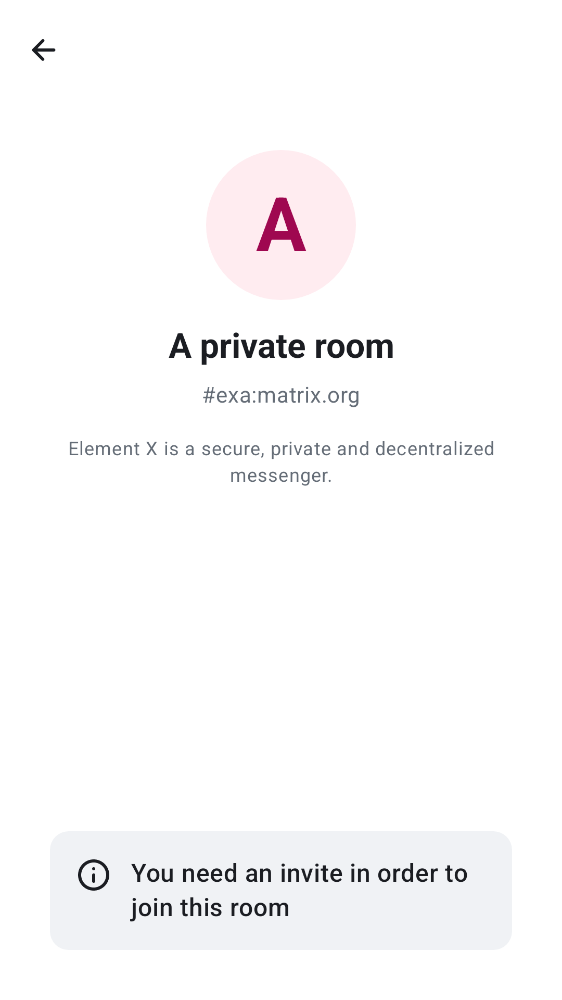 A
A private room
#exa:matrix.org
Element X is a secure, private and decentralized
messenger.
You need an invite in order to
join this room